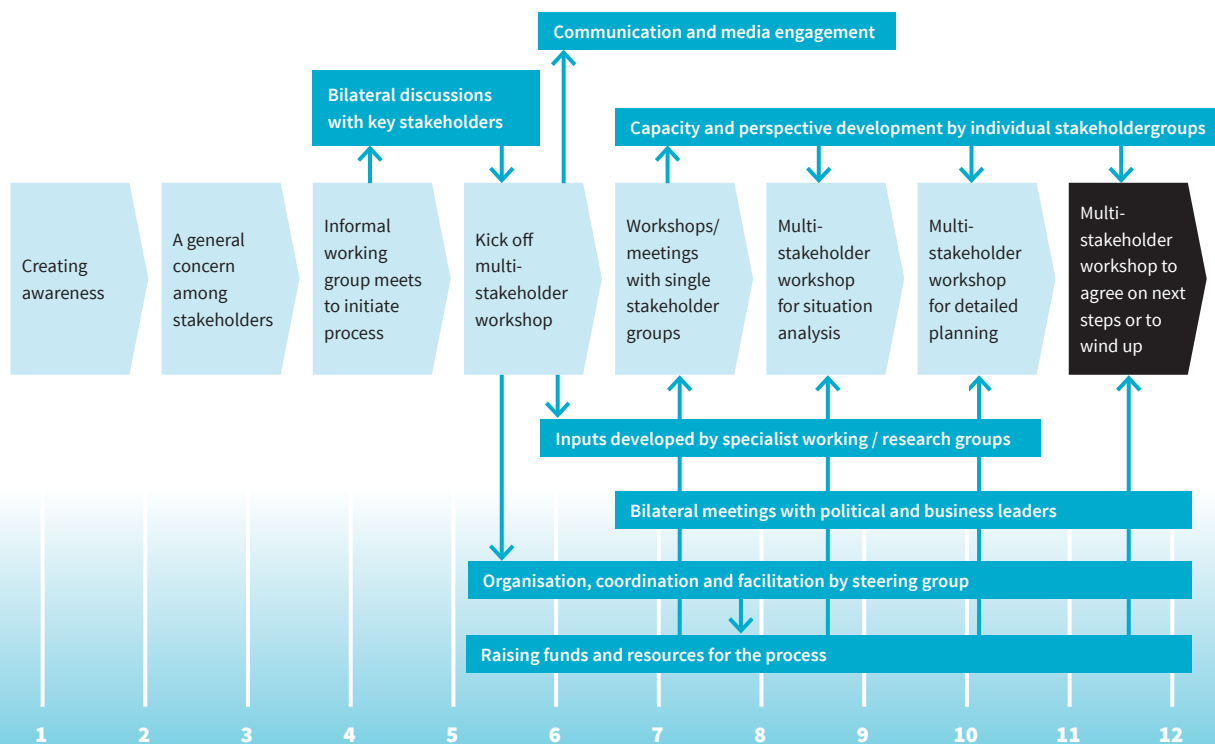 Communication and media engagement
Bilateral discussions
with key stakeholders
Capacity and perspective development by individual stakeholdergroups
Creating
awareness
A general
concern
among
stakeholders
Informal
working
group meets
to initiate
process
Kick off
multi-
stakeholder
workshop
Workshops/
meetings
with single
stakeholder
groups
Multi-
stakeholder
workshop
for situation
analysis
Multi-
stakeholder
workshop
for detailed
planning
Multi-
stakeholder
workshop to
agree on next
steps or to
wind up
Inputs developed by specialist working / research groups
Bilateral meetings with political and business leaders
Organisation, coordination and facilitation by steering group
Raising funds and resources for the process
1 2 3 4 5 6 7 8 9 10 11 12